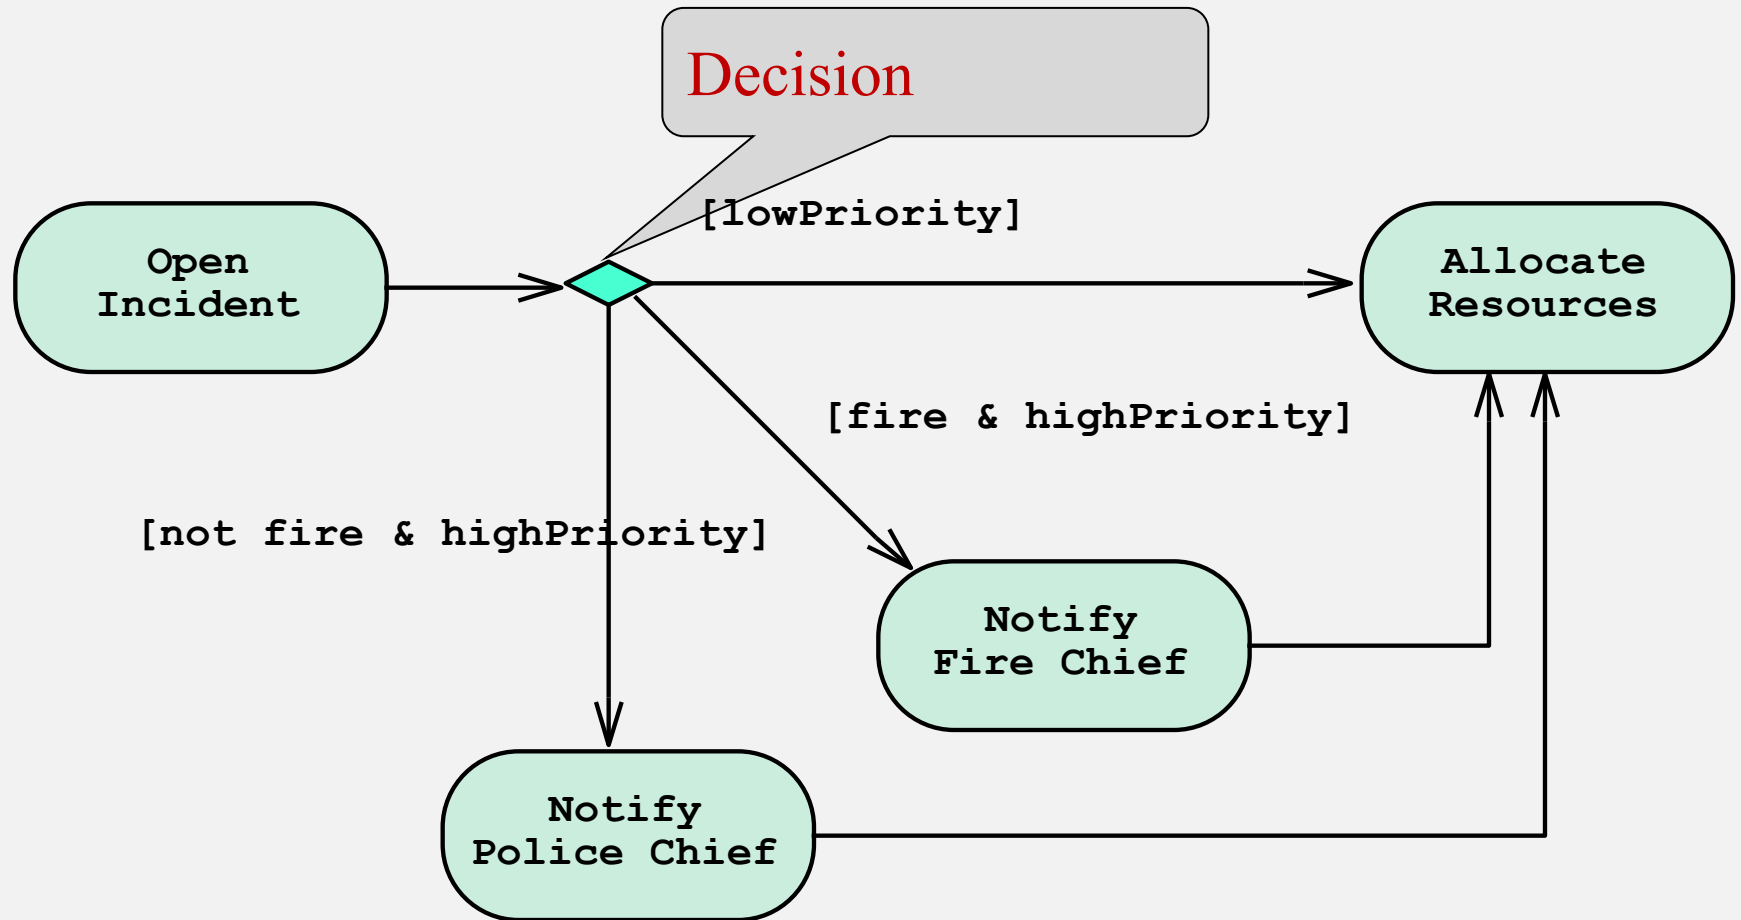 Decision
[lowPriority]
Open
Incident
Allocate
Resources
[fire & highPriority]
[not fire & highPriority]
Notify
Fire Chief
Notify
Police Chief